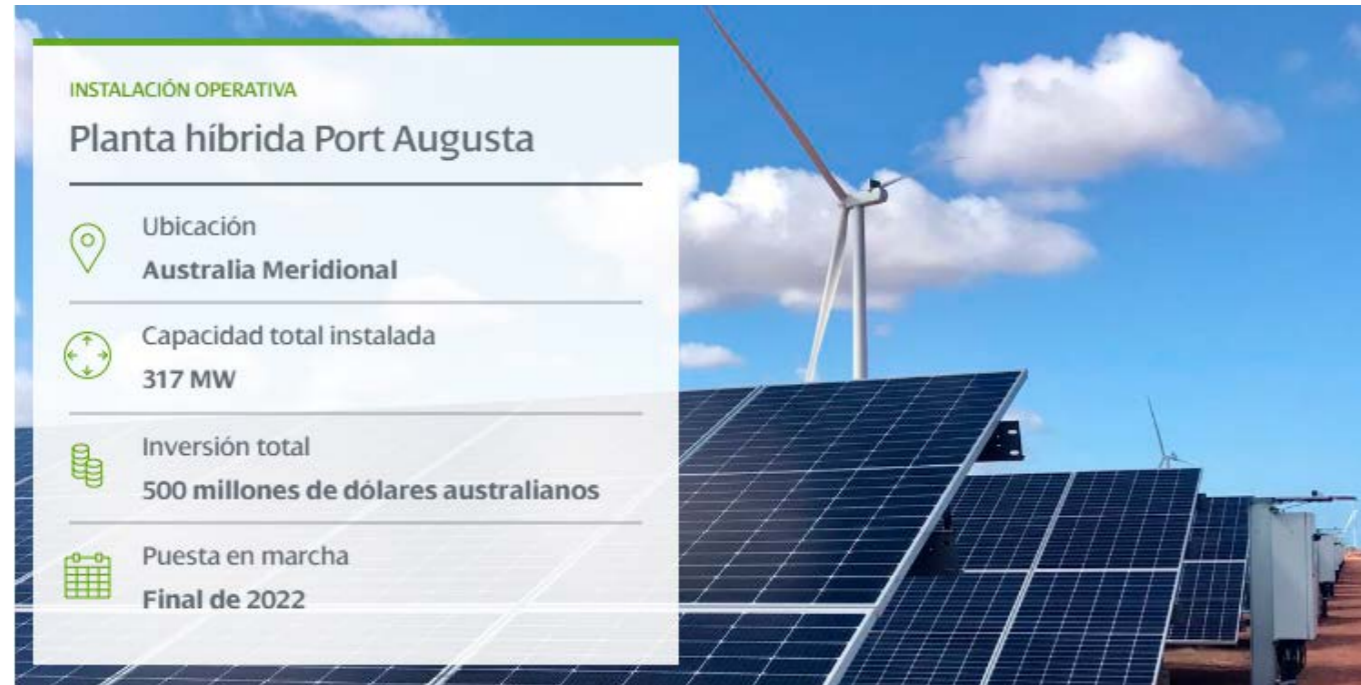 INSTALACIÓN OPERATIVA
Planta híbrida Port Augusta
Ubicación
Australia Meridional
Capacidad total instalada
317 MW
Inversión total
500 millones de dólares australianos
Puesta en marcha
Final de 2022